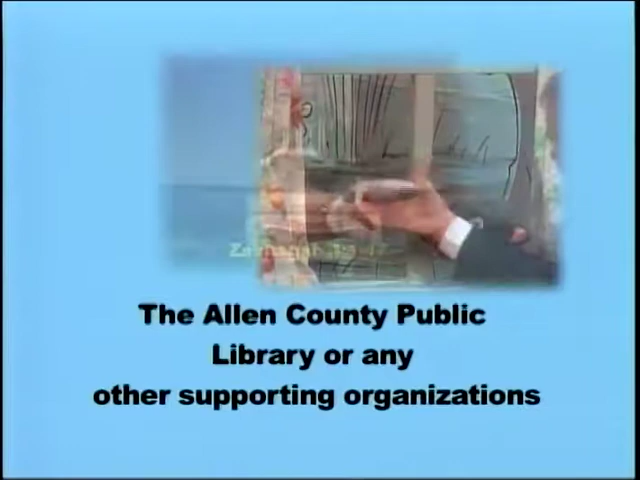 The Allen County Public
Library or any
other supporting organizations